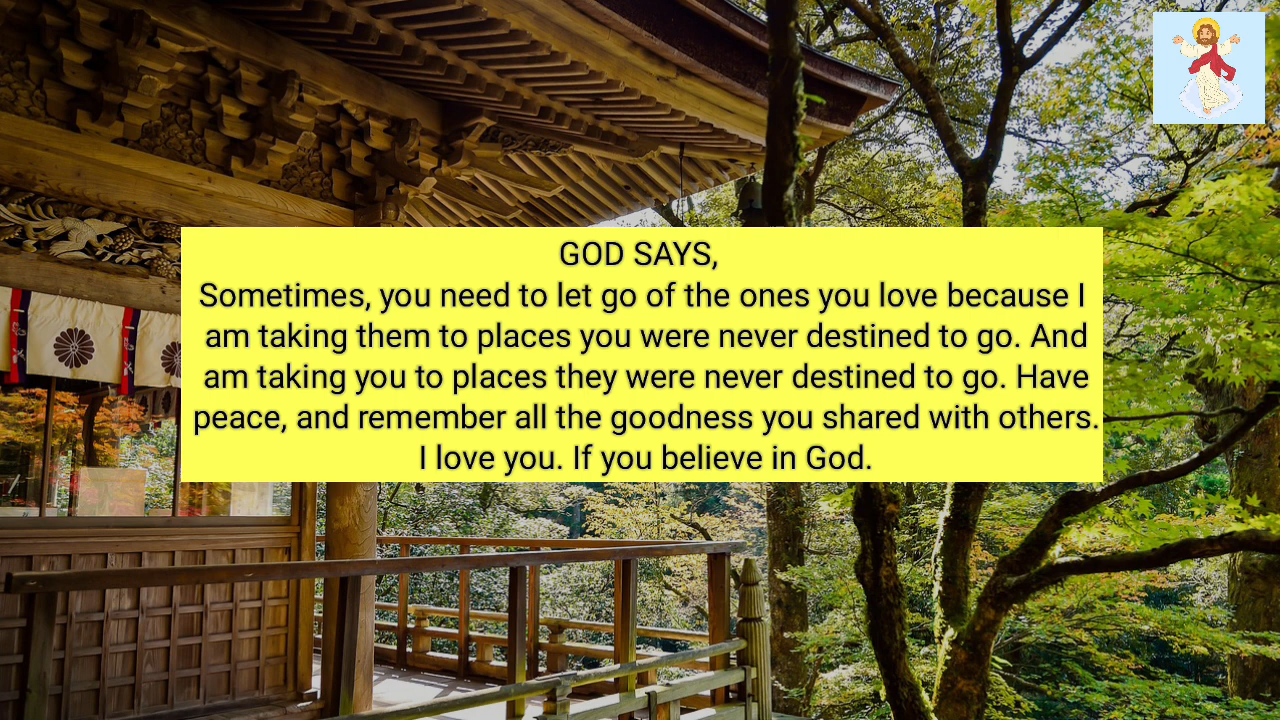 GOD SAYS,
Sometimes, you need to let go of the ones you love because I
am taking them to places you were never destined to go. And
am taking you to places they were never destined to go. Have
peace, and remember all the goodness you shared with others.
I love you. If you believe in God.